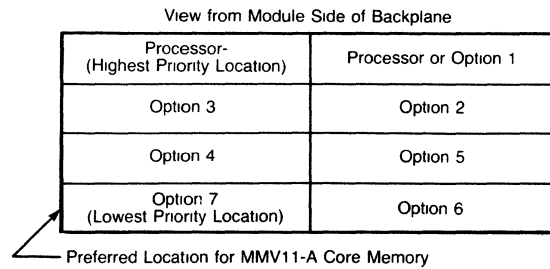 View from Module Side of Backplane
Processor-
(Highest Priority Location)
Processor or Option 1
Option 3
Option 2
Option 4
Option 5
Option 7
(Lowest Priority Location)
Option 6
Preferred Location for MMV11-A Core Memory